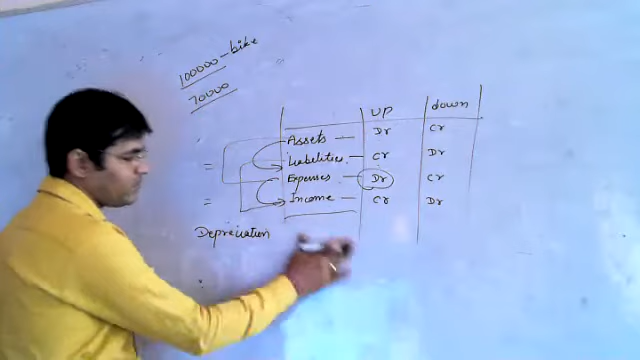 100000 - bike
70000
UP down
Assets — Dr Cr
Liabilities — Cr Dr
Expenses — Dr Cr
Income — Cr Dr
Depreciation